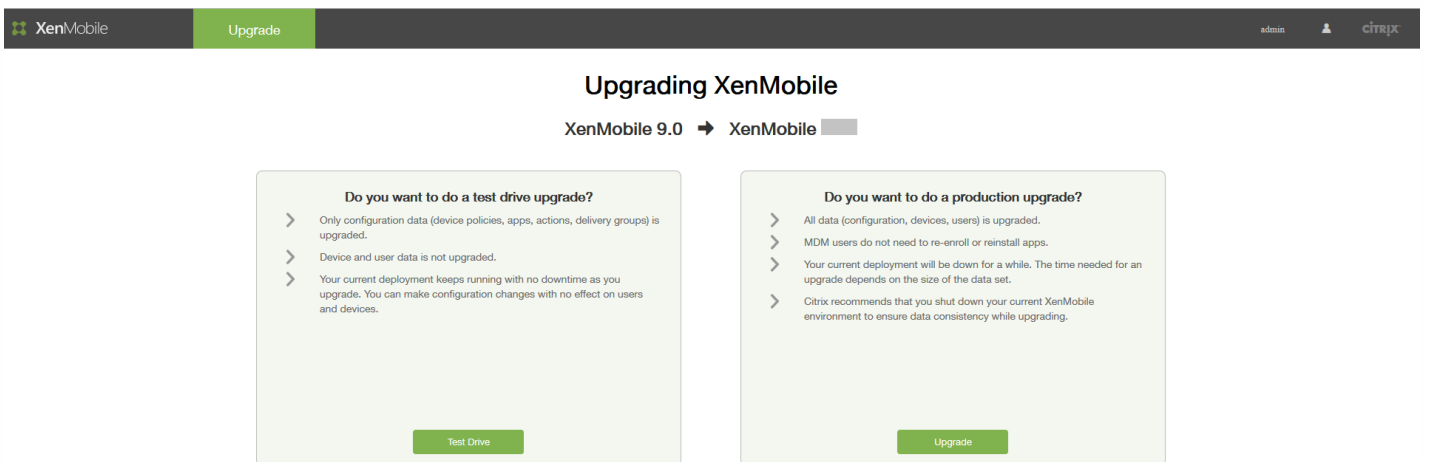 XenMobile Upgrade admin CİTRIX
Upgrading XenMobile
XenMobile 9.0 XenMobile
Do you want to do a test drive upgrade?
Only configuration data (device policies, apps, actions, delivery groups) is
upgraded.
Device and user data is not upgraded.
Your current deployment keeps running with no downtime as you
upgrade. You can make configuration changes with no effect on users
and devices.
Test Drive
Do you want to do a production upgrade?
All data (configuration, devices, users) is upgraded.
MDM users do not need to re-enroll or reinstall apps.
Your current deployment will be down for a while. The time needed for an
upgrade depends on the size of the data set.
Citrix recommends that you shut down your current XenMobile
environment to ensure data consistency while upgrading.
Upgrade